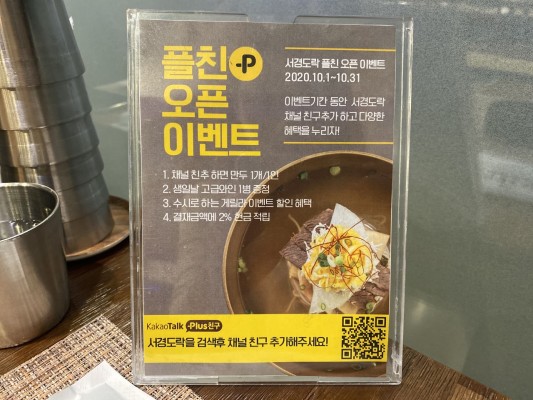 플친 P
오픈
이벤트
서경도락 플친 오픈 이벤트
2020.10.1~10.31
이벤트기간 동안 서경도락
채널 친구추가 하고 다양한
혜택을 누리자!
1. 채널 친추 하면 만두 1개/1인
2. 생일날 고급와인 1병 증정
3. 수시로 하는 게릴라 이벤트 할인 혜택
4. 결재금액에 2% 현금 적립
KakaoTalk Plus친구
서경도락을 검색후 채널 친구 추가해주세요!